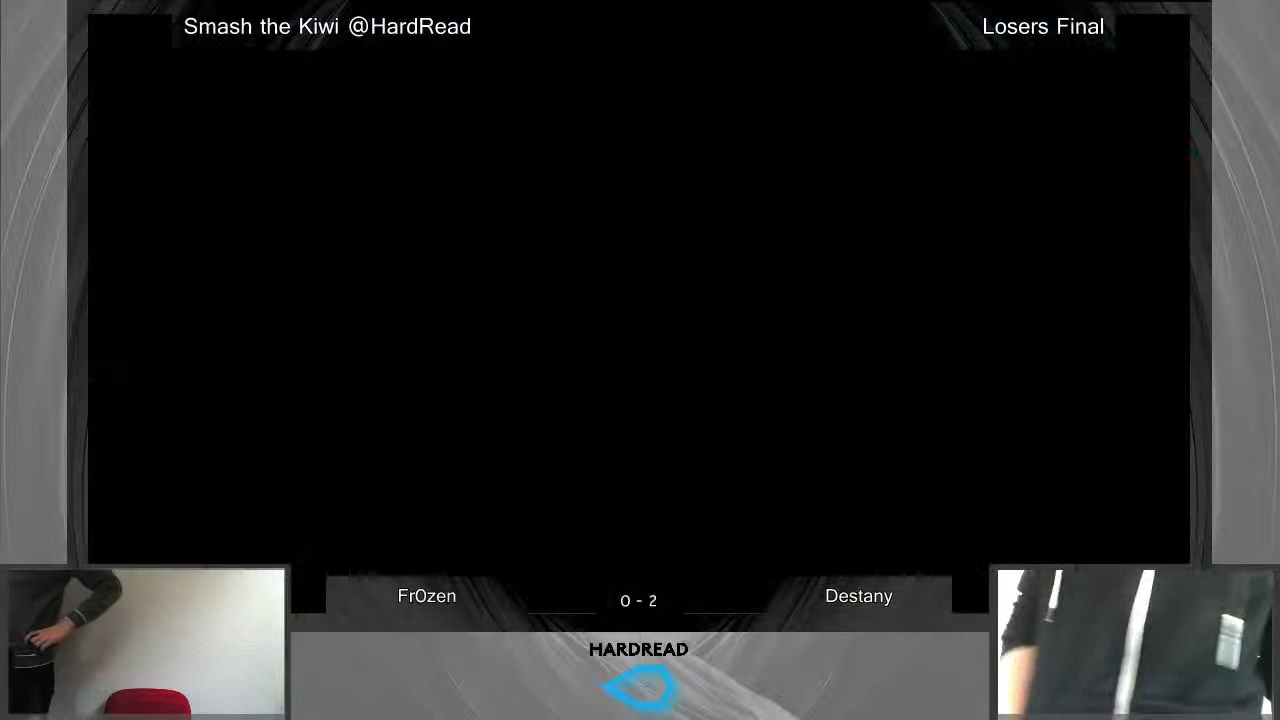 Smash the Kiwi @HardRead
Losers Final
Fr0zen
0 - 2
Destany
HARDREAD